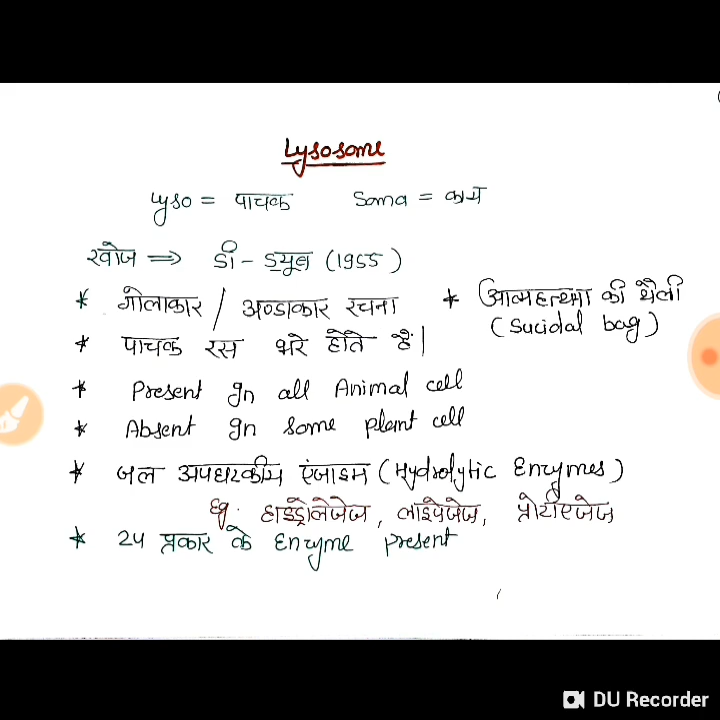 Lysosome
Lyso = पाचक Soma = काय
खोज ⇒ डी - ड्यूव (1955)
* गोलाकार / अण्डाकार रचना
* आत्महत्या की थैली
(Sucidal bag)
* पाचक रस भरे होते हैं।
* Present In all Animal cell
* Absent In some plant cell
* जल अपघटकीय एंजाइम (Hydrolytic Enzymes)
Eg. हाइड्रोलेजेज, लाइपेजेज, प्रोटीएजेज
* 24 प्रकार के Enzyme present
DU Recorder